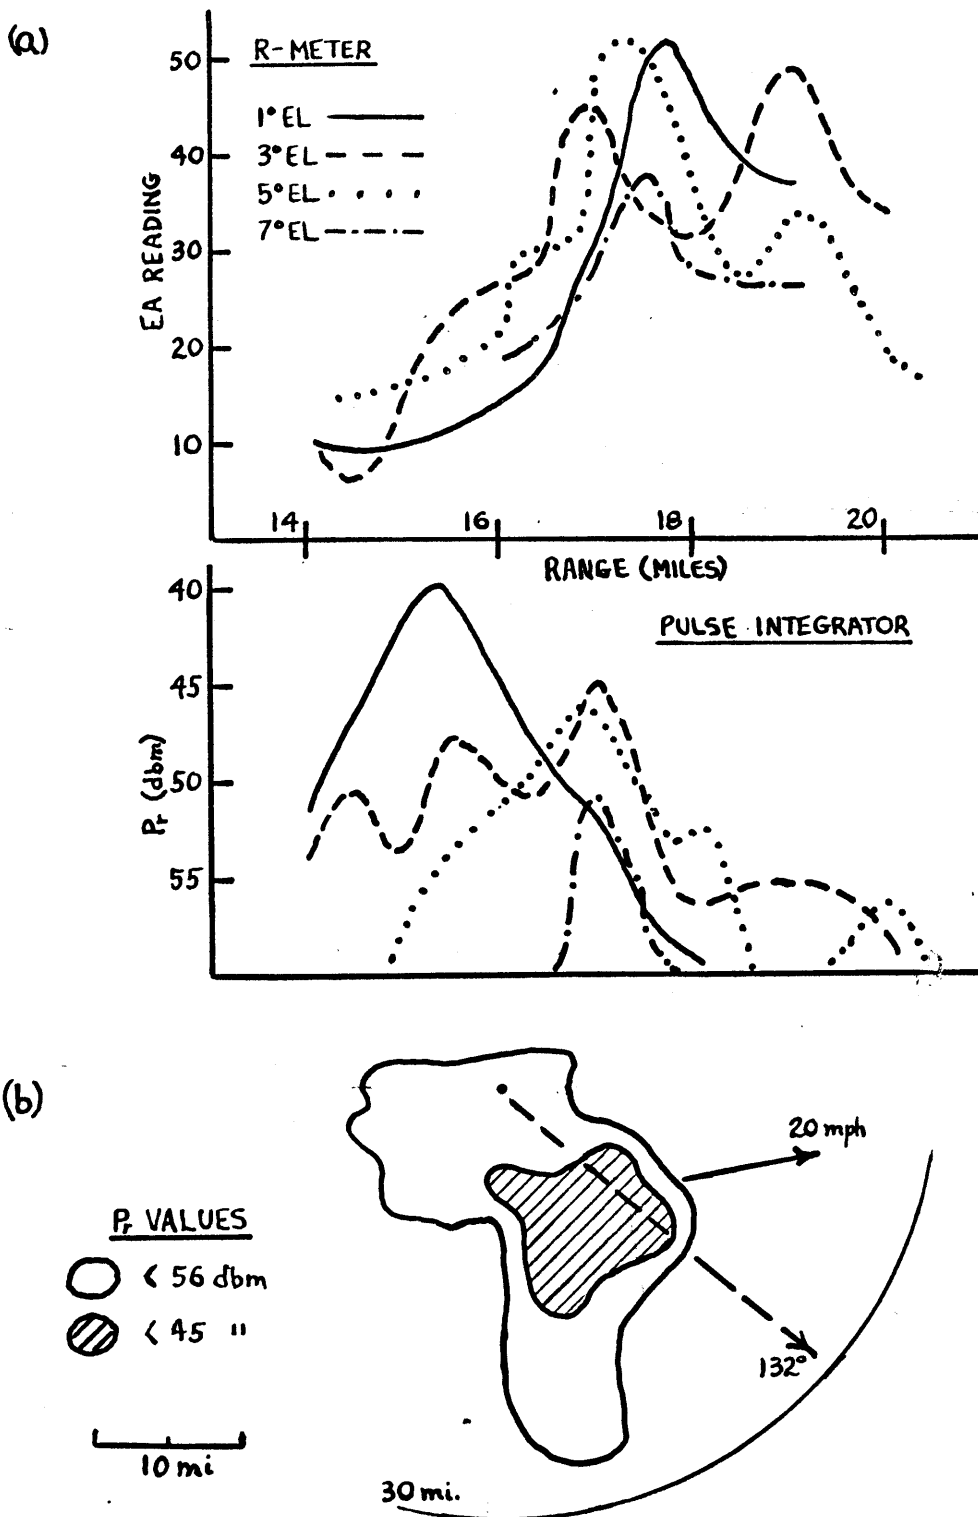 (a)
R-METER
1° EL
3° EL
5° EL
7° EL
EA READING
50
40
30
20
10
14
16
18
20
RANGE (MILES)
PULSE INTEGRATOR
Pr (dbm)
40
45
50
55
(b)
20 mph
132°
30 mi.
Pr VALUES
< 56 dbm
< 45 "
10 mi